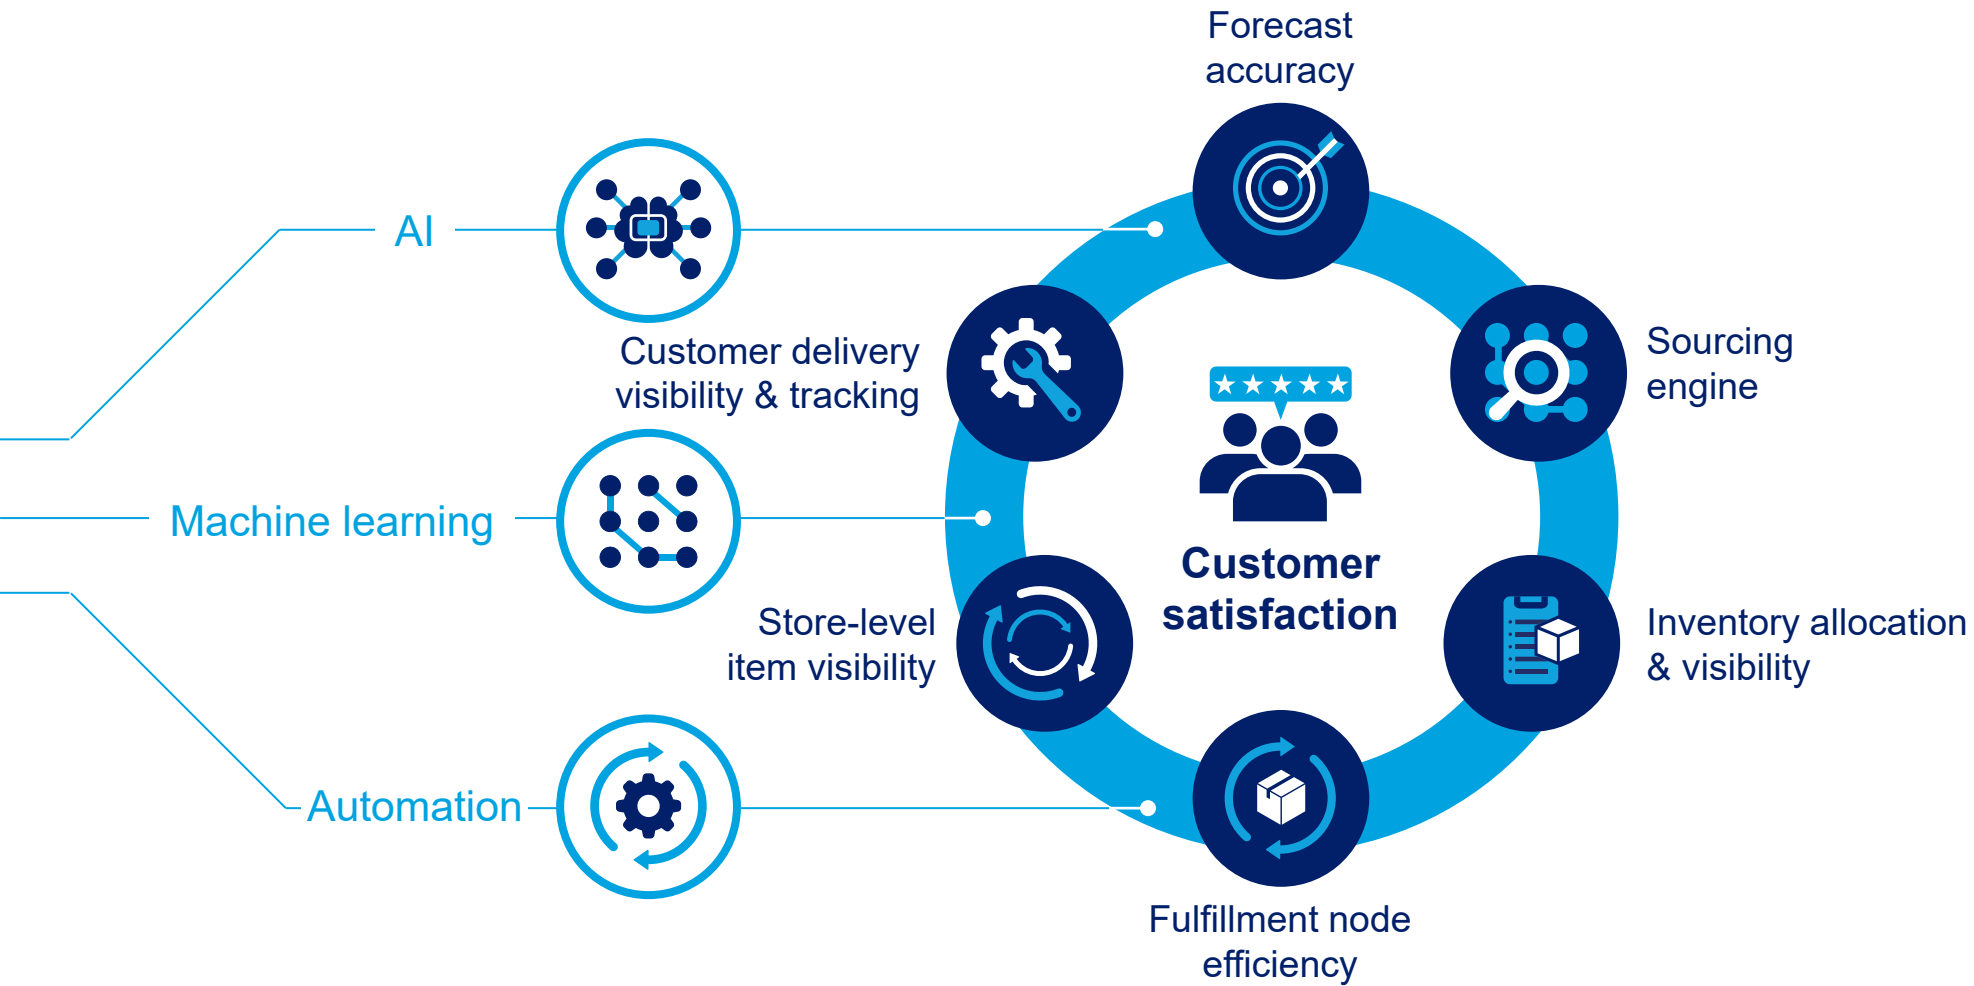 Forecast
accuracy
AI
Customer delivery
visibility & tracking
Sourcing
engine
Machine learning
Customer
satisfaction
Store-level
item visibility
Inventory allocation
& visibility
Automation
Fulfillment node
efficiency